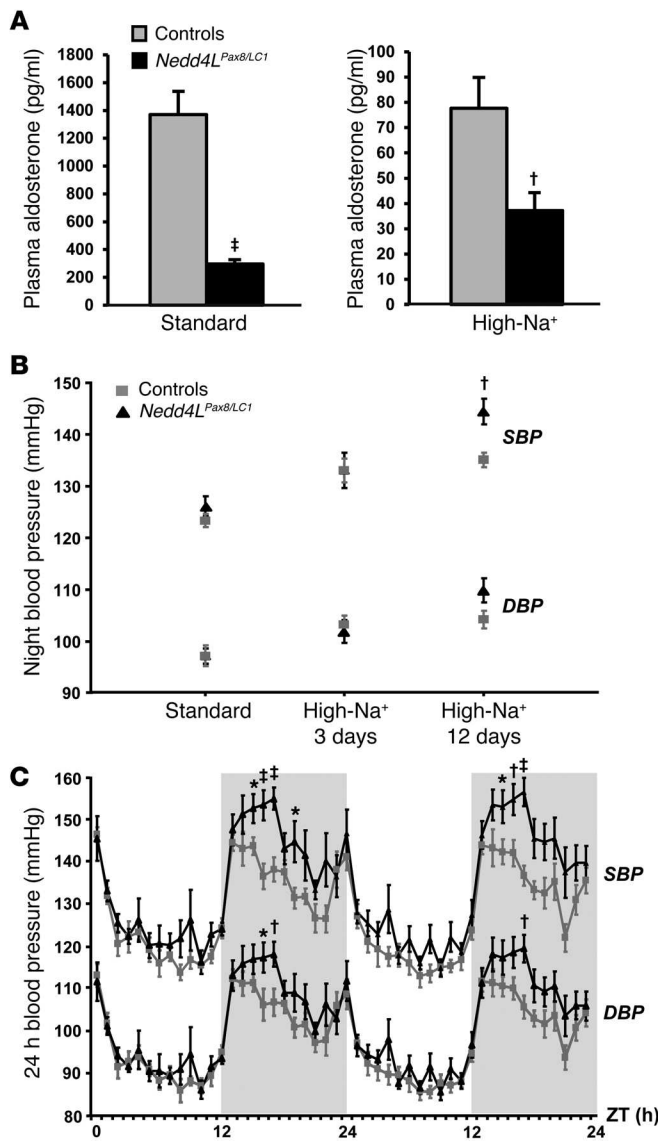 A
Controls
Nedd4L^Pax8/LC1
Plasma aldosterone (pg/ml)
1800
1600
1400
1200
1000
800
600
400
200
0
‡
Standard
Plasma aldosterone (pg/ml)
100
90
80
70
60
50
40
30
20
10
0
†
High-Na⁺
B
Controls
Nedd4L^Pax8/LC1
Night blood pressure (mmHg)
150
140
130
120
110
100
90
†
SBP
DBP
Standard
High-Na⁺
3 days
High-Na⁺
12 days
C
24 h blood pressure (mmHg)
160
150
140
130
120
110
100
90
80
* ‡ ‡ *
* † ‡
SBP
* †
†
DBP
0 12 24 12 24
ZT (h)